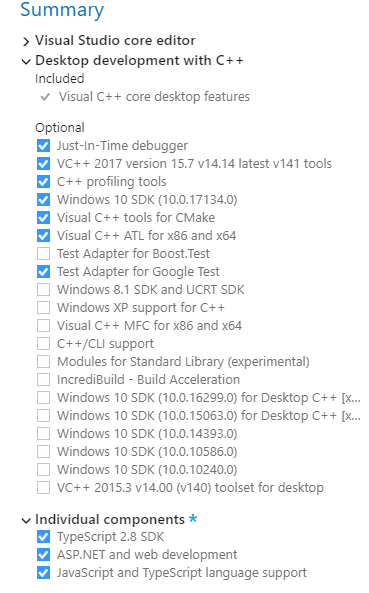 Summary
Visual Studio core editor
Desktop development with C++
Included
Visual C++ core desktop features
Optional
Just-In-Time debugger
VC++ 2017 version 15.7 v14.14 latest v141 tools
C++ profiling tools
Windows 10 SDK (10.0.17134.0)
Visual C++ tools for CMake
Visual C++ ATL for x86 and x64
Test Adapter for Boost.Test
Test Adapter for Google Test
Windows 8.1 SDK and UCRT SDK
Windows XP support for C++
Visual C++ MFC for x86 and x64
C++/CLI support
Modules for Standard Library (experimental)
IncrediBuild - Build Acceleration
Windows 10 SDK (10.0.16299.0) for Desktop C++ [x...
Windows 10 SDK (10.0.15063.0) for Desktop C++ [x...
Windows 10 SDK (10.0.14393.0)
Windows 10 SDK (10.0.10586.0)
Windows 10 SDK (10.0.10240.0)
VC++ 2015.3 v14.00 (v140) toolset for desktop
Individual components *
TypeScript 2.8 SDK
ASP.NET and web development
JavaScript and TypeScript language support